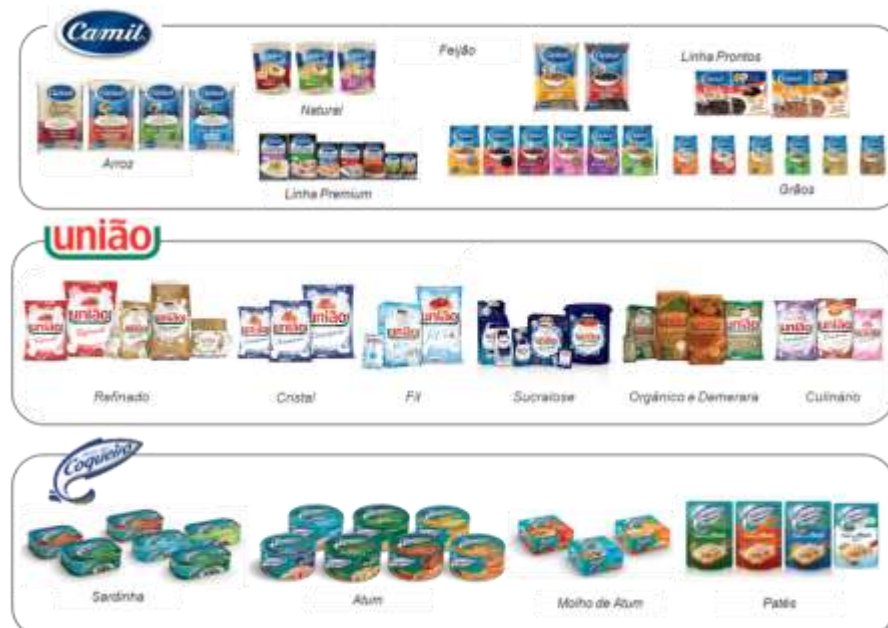 Camil
Arroz
Natural
Linha Premium
Feijão
Linha Prontos
Grãos
união
Refinado
Cristal
Fit
Sucralose
Orgânico e Demerara
Culinário
Coqueiro
Sardinha
Atum
Molho de Atum
Patês